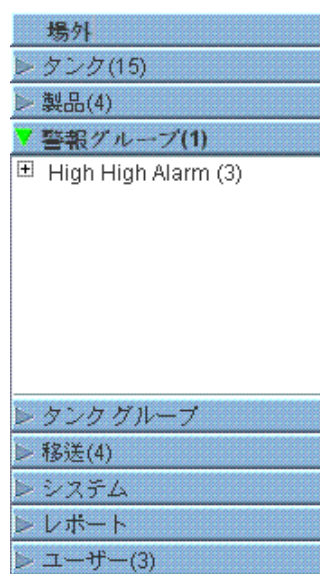 場外
タンク(15)
製品(4)
警報グループ(1)
High High Alarm (3)
タンク グループ
移送(4)
システム
レポート
ユーザー(3)